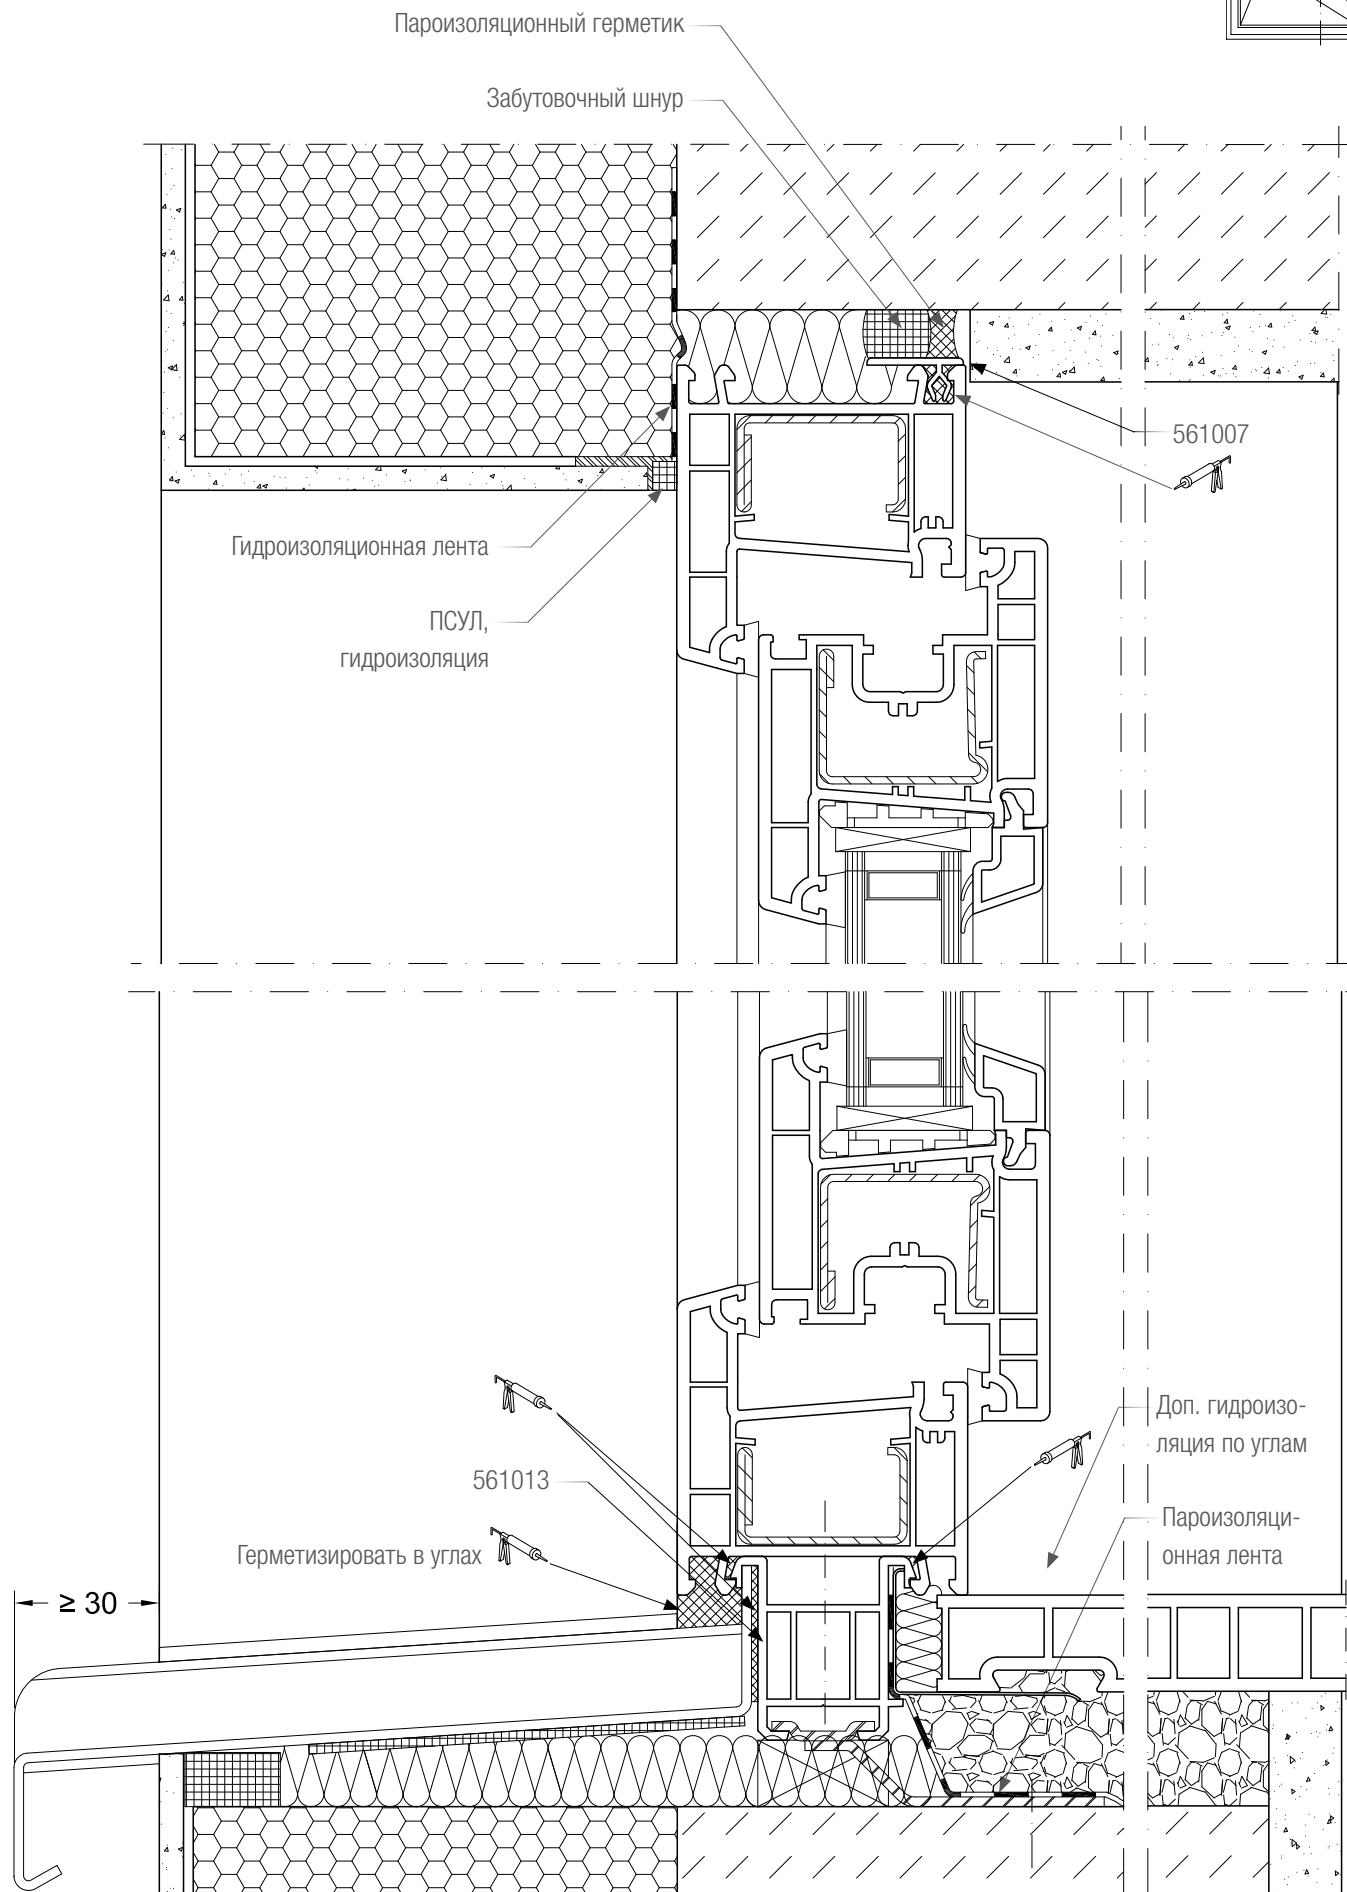 Пароизоляционный герметик
Забутовочный шнур
561007
Гидроизоляционная лента
ПСУЛ,
гидроизоляция
Доп. гидроизо-
ляция по углам
561013
Пароизоляци-
онная лента
Герметизировать в углах
≥ 30